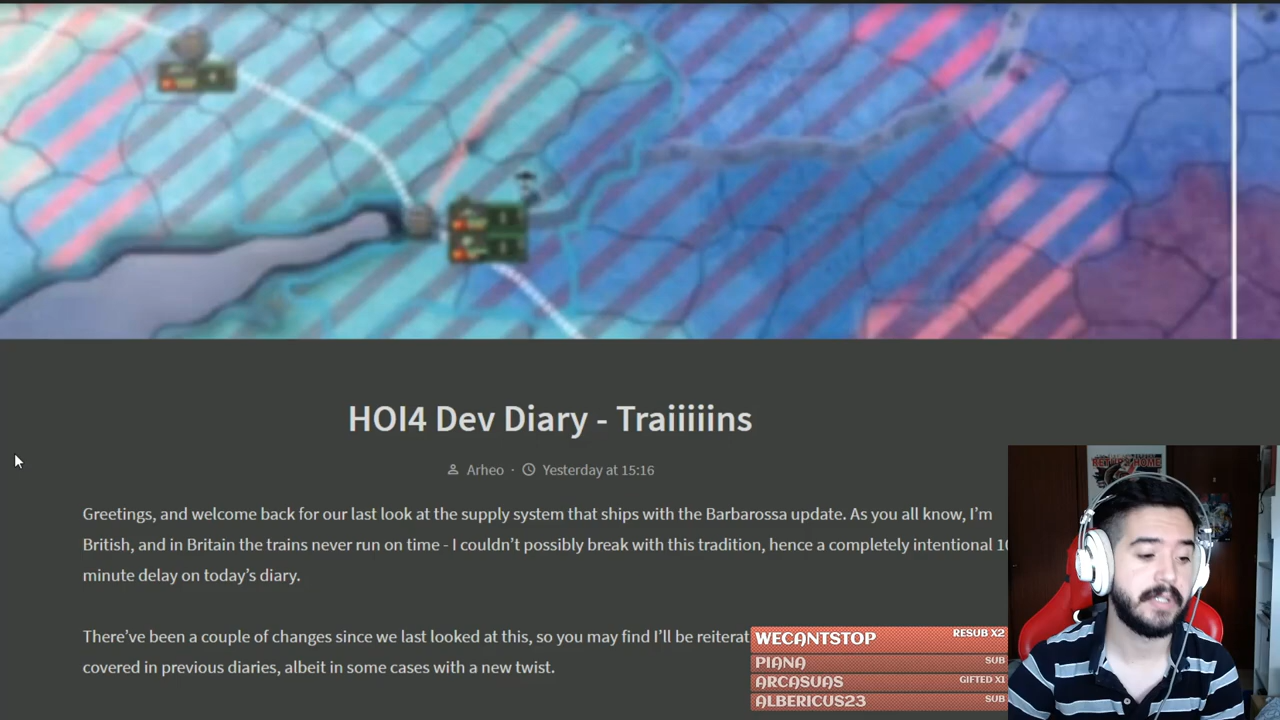 HOI4 Dev Diary - Traiiiiins
Arheo · Yesterday at 15:16
Greetings, and welcome back for our last look at the supply system that ships with the Barbarossa update. As you all know, I'm
British, and in Britain the trains never run on time - I couldn't possibly break with this tradition, hence a completely intentional
minute delay on today's diary.
There've been a couple of changes since we last looked at this, so you may find I'll be
covered in previous diaries, albeit in some cases with a new twist.
WECANTSTOP RESUB X2
PIANA SUB
ARCASUAS GIFTED X1
ALBERICUS23 SUB